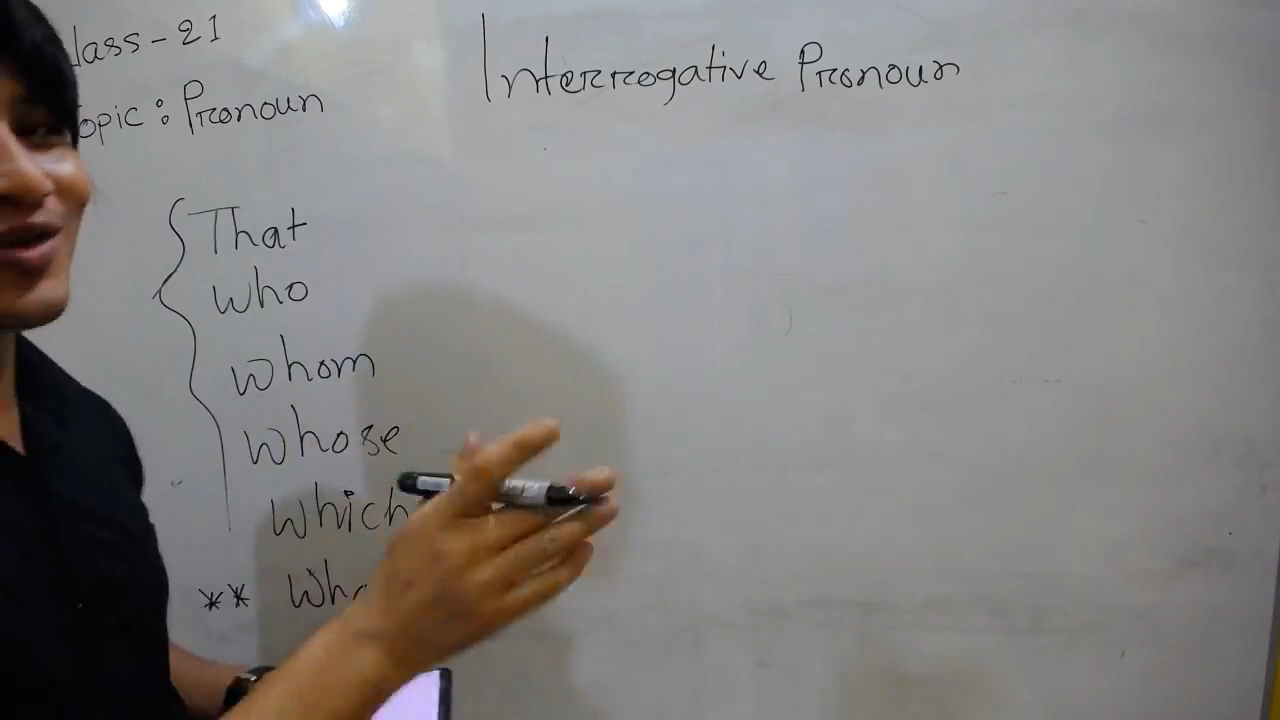 lass-21
opic: Pronoun
Interrogative Pronoun
That
who
whom
whose
which
**